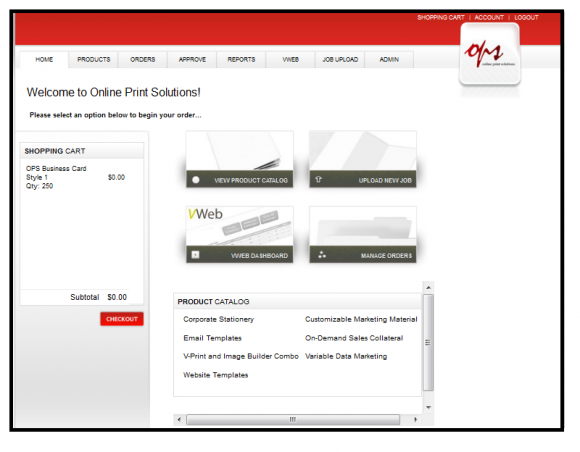 SHOPPING CART | ACCOUNT | LOGOUT
ops
online print solutions
HOME PRODUCTS ORDERS APPROVE REPORTS VWEB JOB UPLOAD ADMIN
Welcome to Online Print Solutions!
Please select an option below to begin your order...
SHOPPING CART
OPS Business Card
Style 1 $0.00
Qty: 250
Subtotal $0.00
CHECKOUT
VIEW PRODUCT CATALOG
UPLOAD NEW JOB
VWeb
VWEB DASHBOARD
MANAGE ORDERS
PRODUCT CATALOG
Corporate Stationery Customizable Marketing Material
Email Templates On-Demand Sales Collateral
V-Print and Image Builder Combo Variable Data Marketing
Website Templates